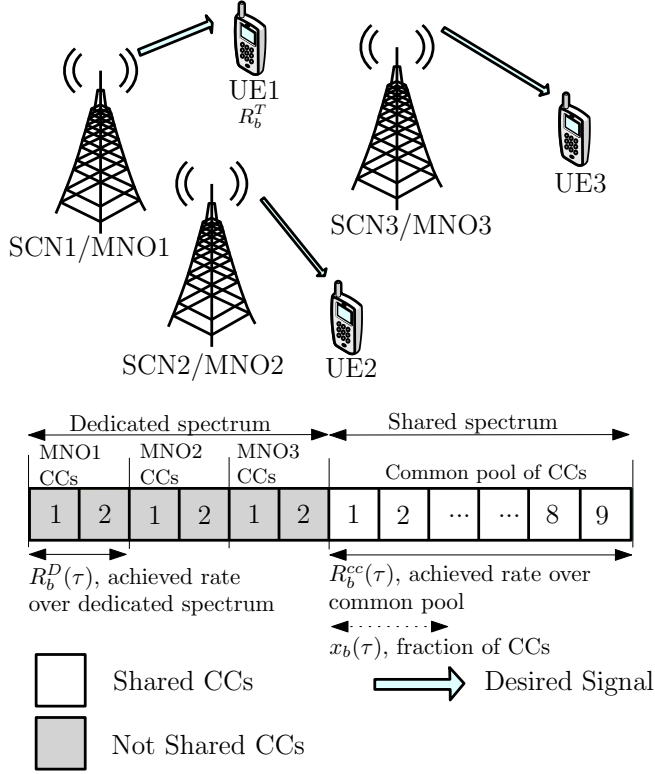 UE1
R_b^T
UE3
SCN3/MNO3
SCN1/MNO1
SCN2/MNO2
UE2
Dedicated spectrum
Shared spectrum
MNO1 CCs
MNO2 CCs
MNO3 CCs
Common pool of CCs
1 2 1 2 1 2 1 2 ... ... 8 9
R_b^D(τ), achieved rate
over dedicated spectrum
R_b^{cc}(τ), achieved rate over
common pool
x_b(τ), fraction of CCs
Shared CCs
Desired Signal
Not Shared CCs